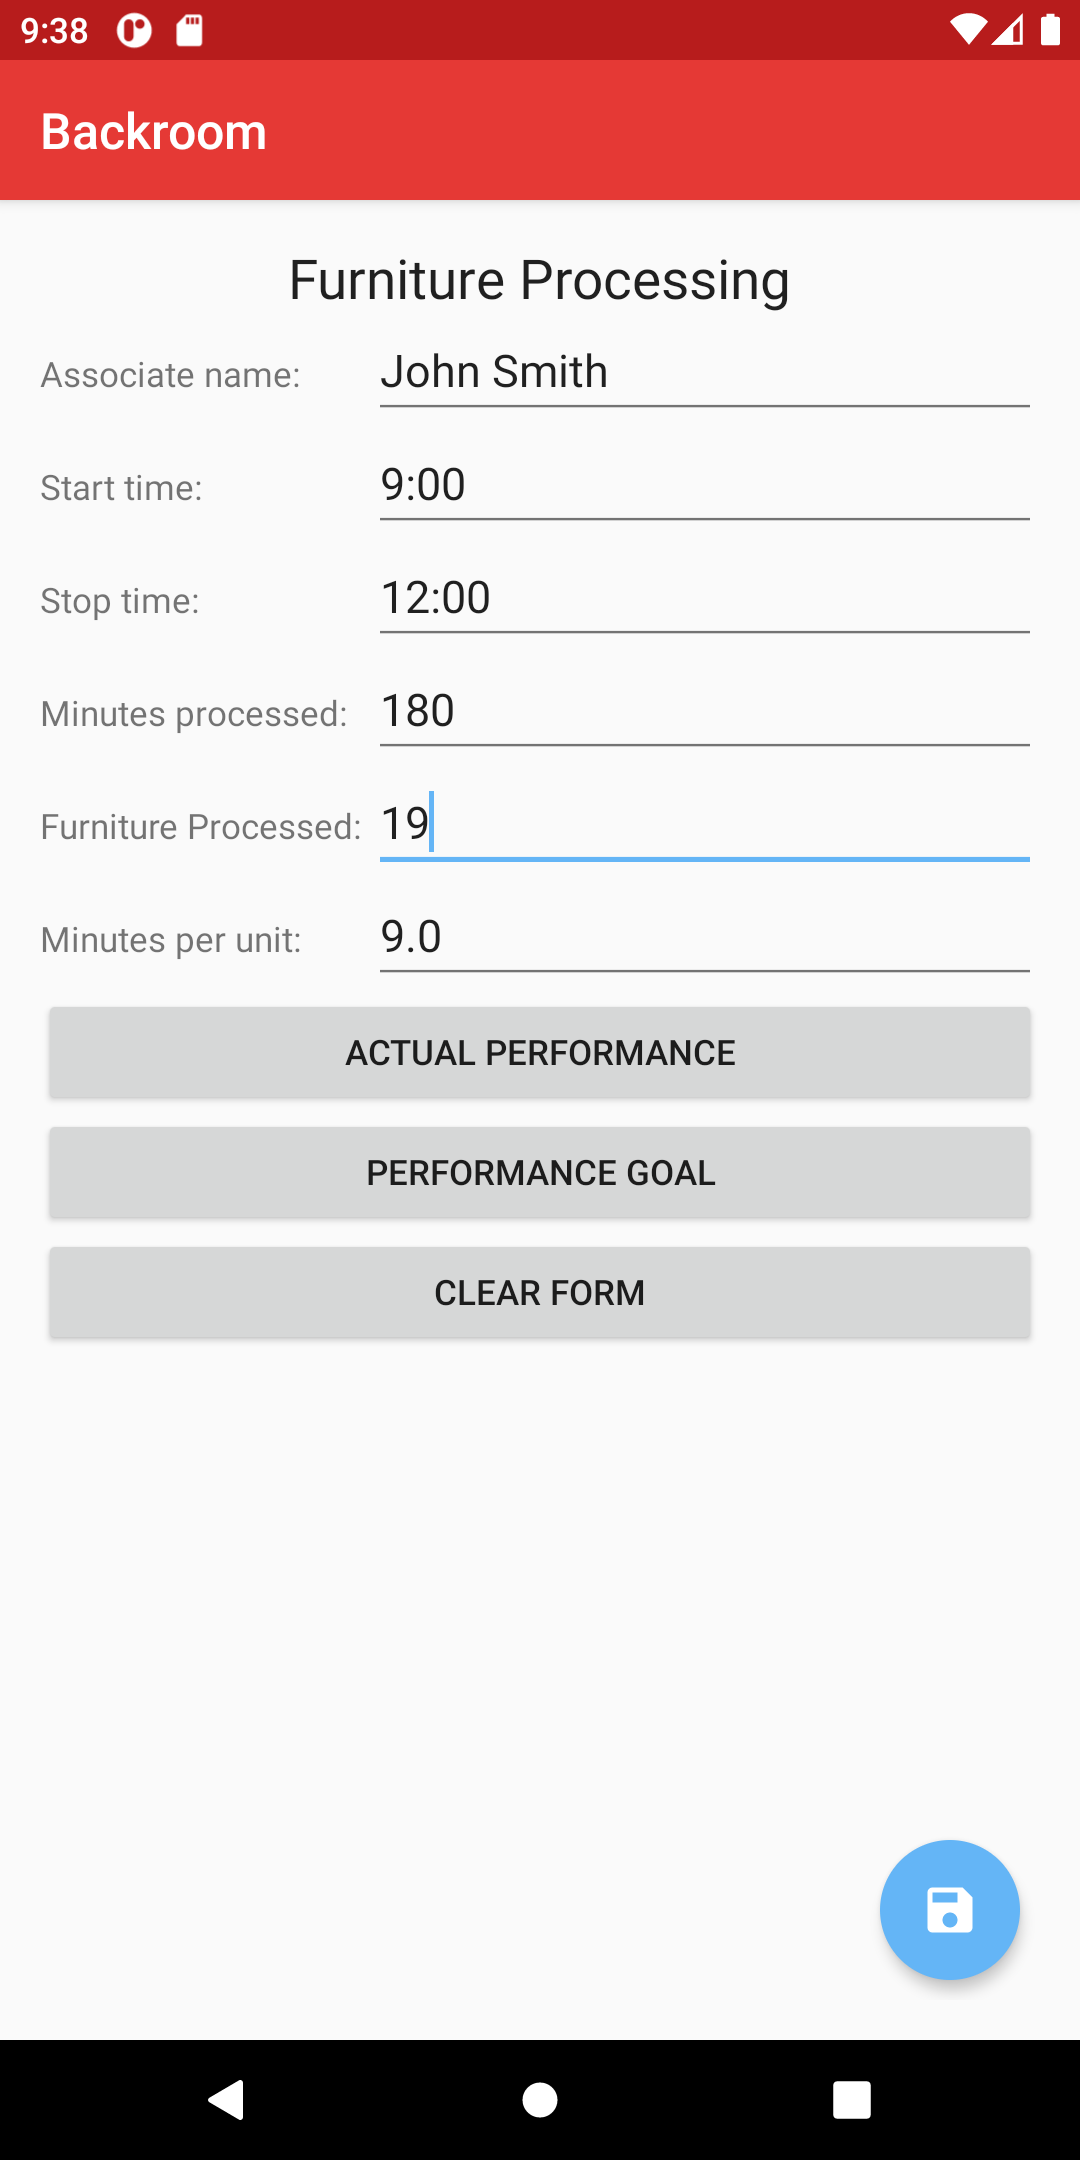 9:38
Backroom
Furniture Processing
Associate name: John Smith
Start time: 9:00
Stop time: 12:00
Minutes processed: 180
Furniture Processed: 19
Minutes per unit: 9.0
ACTUAL PERFORMANCE
PERFORMANCE GOAL
CLEAR FORM